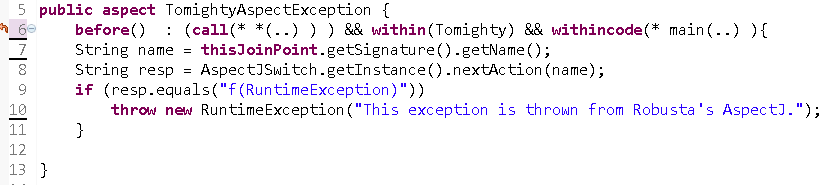 5 public aspect TomightyAspectException {
6 before() : (call(* *(..) ) ) && within(Tomighty) && withincode(* main(..) ){
7 String name = thisJoinPoint.getSignature().getName();
8 String resp = AspectJSwitch.getInstance().nextAction(name);
9 if (resp.equals("f(RuntimeException)"))
10 throw new RuntimeException("This exception is thrown from Robusta's AspectJ.");
11 }
12
13 }